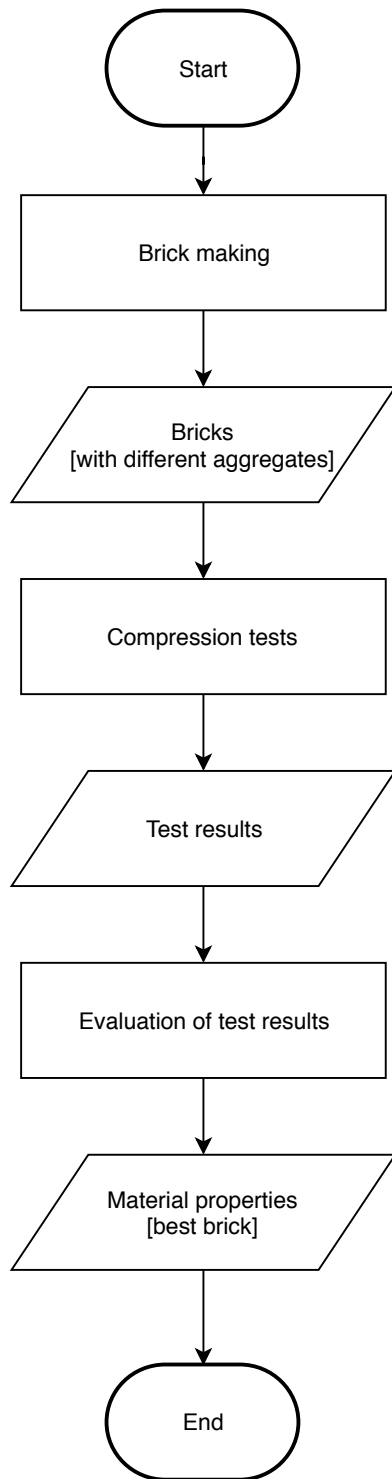 Start
Brick making
Bricks
[with different aggregates]
Compression tests
Test results
Evaluation of test results
Material properties
[best brick]
End